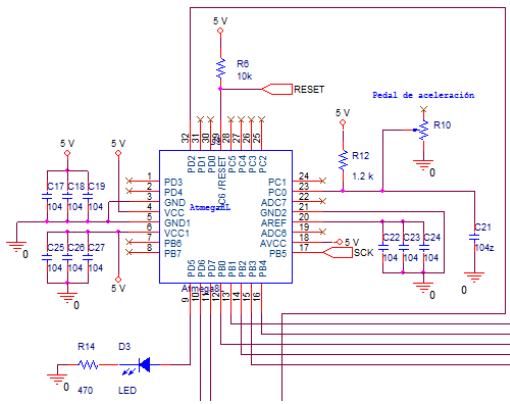 5 V
R6
10k
RESET
Pedal de aceleración
5 V
R10
R12
1.2 k
0
32
31
30
29
28
27
26
25
PD2
PD1
PD0
C6 /RESET
PC5
PC4
PC3
PC2
5 V
5 V
C17
C18
C19
104
104
104
0
1
2
3
4
5
6
7
8
PD3
PD4
GND
VCC
GND1
VCC1
PB6
PB7
Atmega8L
PC1
PC0
ADC7
GND2
AREF
ADC6
AVCC
PB5
24
23
22
21
20
19
18
17
5 V
SCK
C21
104z
0
C22
C23
C24
104
104
104
0
C25
C26
C27
104
104
104
5 V
0
PD5
PD6
PD7
PB0
PB1
PB2
PB3
PB4
9
10
11
12
13
14
15
16
Atmega8L
R14
D3
0
470
LED